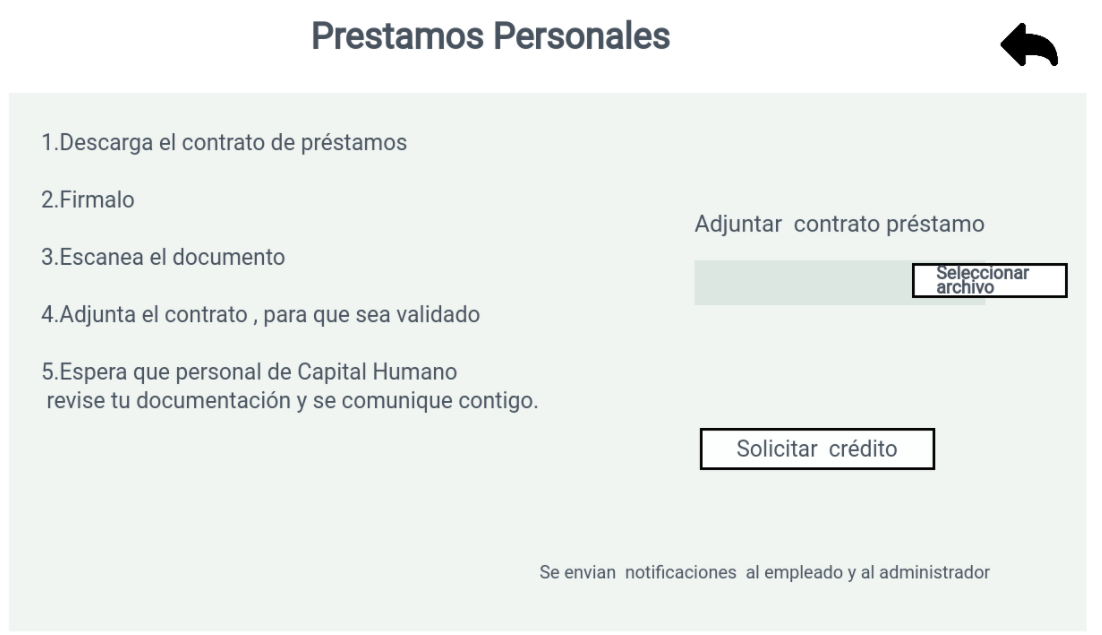 Prestamos Personales
1.Descarga el contrato de préstamos
2.Firmalo
3.Escanea el documento
4.Adjunta el contrato , para que sea validado
5.Espera que personal de Capital Humano
revise tu documentación y se comunique contigo.
Adjuntar contrato préstamo
Seleccionar
archivo
Solicitar crédito
Se envian notificaciones al empleado y al administrador